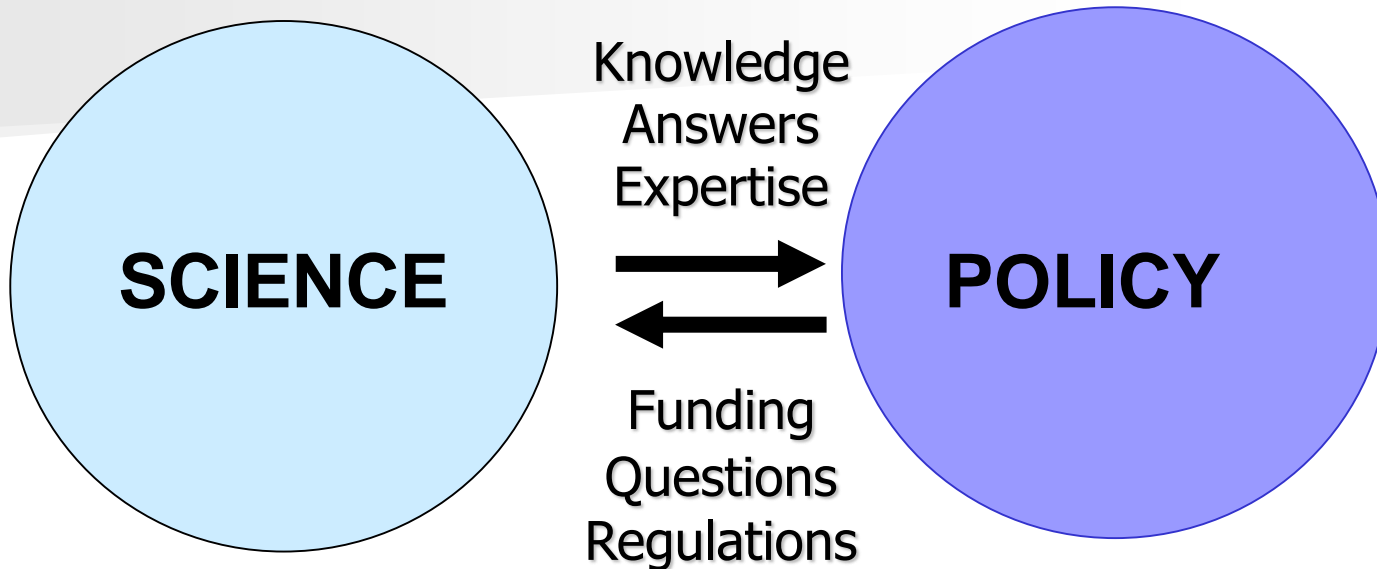 SCIENCE
Knowledge
Answers
Expertise
Funding
Questions
Regulations
POLICY